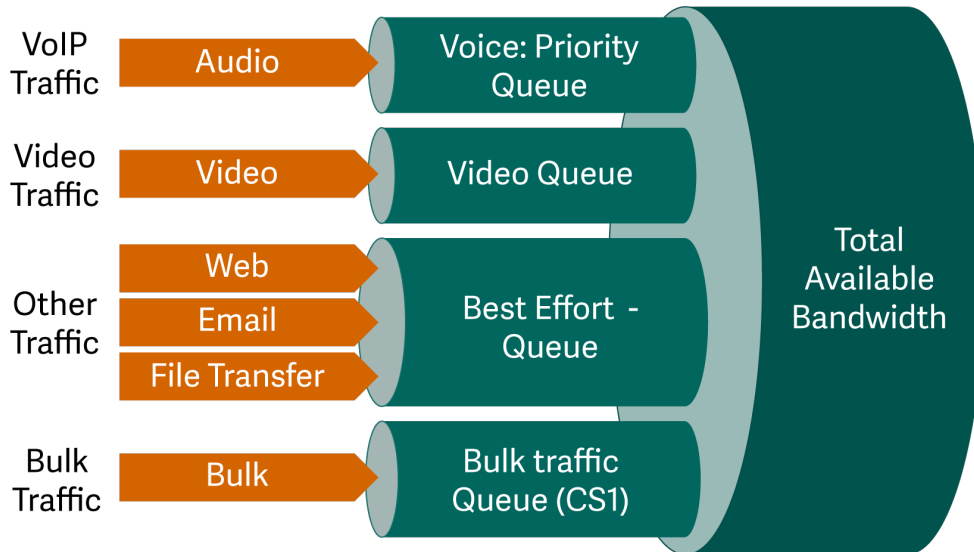 VoIP
Traffic
Audio
Voice: Priority
Queue
Video
Traffic
Video
Video Queue
Other
Traffic
Web
Email
File Transfer
Best Effort -
Queue
Bulk
Traffic
Bulk
Bulk traffic
Queue (CS1)
Total
Available
Bandwidth